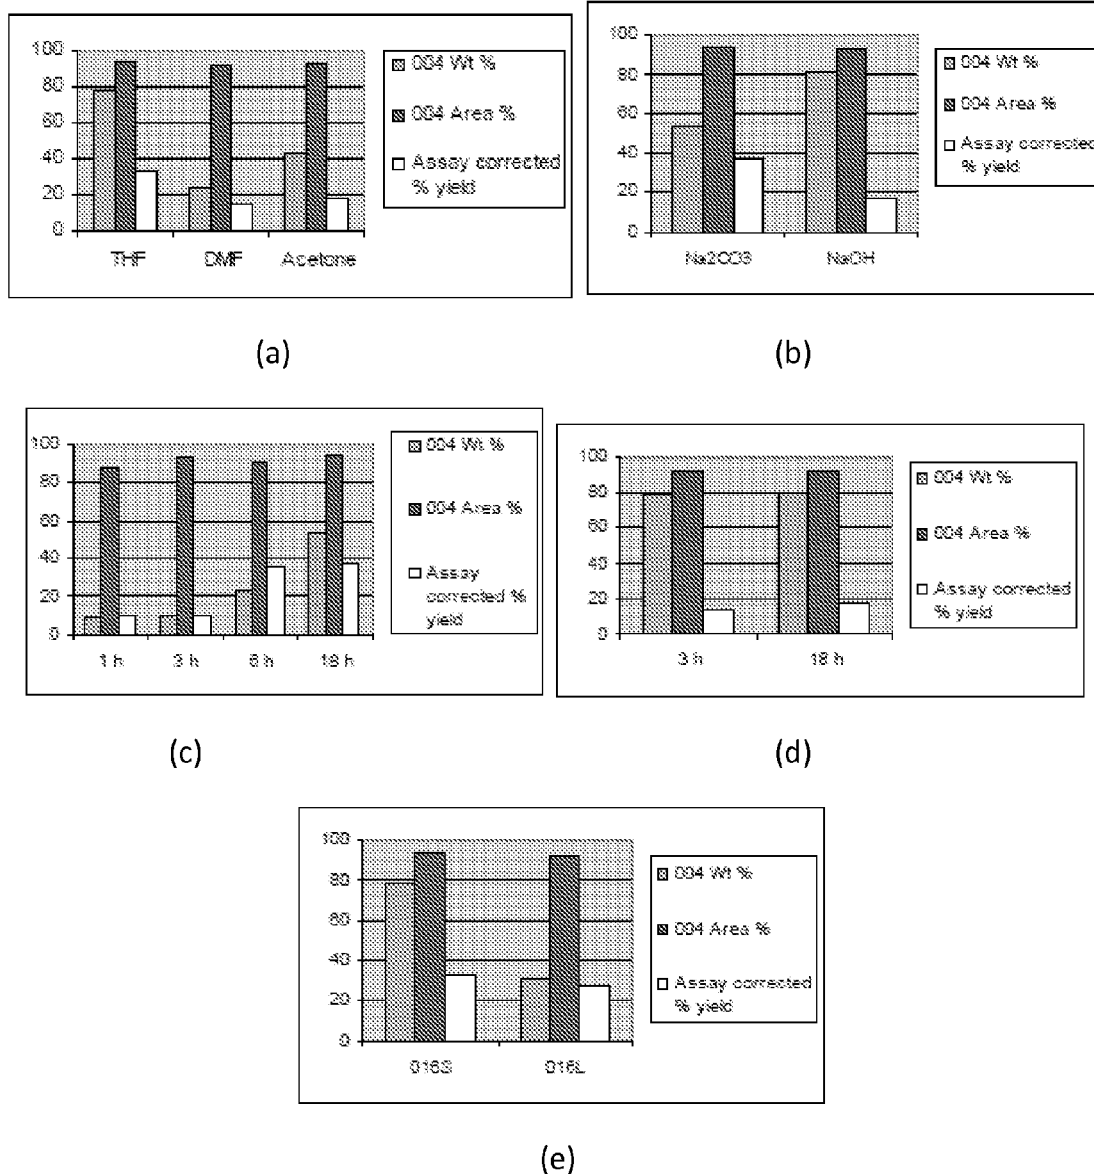 100
80
60
40
20
0
THF DMF Acetone
004 Wt %
004 Area %
Assay corrected
% yield
(a)
100
80
60
40
20
0
Na2CO3 NaOH
004 Wt %
004 Area %
Assay corrected
% yield
(b)
100
80
60
40
20
0
1 h 3 h 6 h 18 h
004 Wt %
004 Area %
Assay
corrected %
yield
(c)
100
80
60
40
20
0
3 h 18 h
004 Wt %
004 Area %
Assay corrected
% yield
(d)
100
80
60
40
20
0
016S 016L
004 Wt %
004 Area %
Assay corrected
% yield
(e)